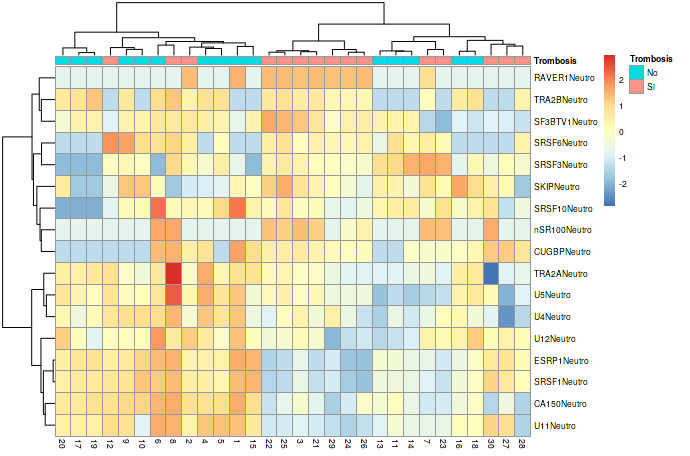 Trombosis
RAVER1Neutro
TRA2BNeutro
SF3BTV1Neutro
SRSF6Neutro
SRSF3Neutro
SKIPNeutro
SRSF10Neutro
nSR100Neutro
CUGBPNeutro
TRA2ANeutro
U5Neutro
U4Neutro
U12Neutro
ESRP1Neutro
SRSF1Neutro
CA150Neutro
U11Neutro
20 17 19 12 9 10 6 8 2 4 5 1 15 22 25 3 21 29 24 26 13 11 14 7 23 16 18 30 27 28
2
1
0
-1
-2
Trombosis
No
SI